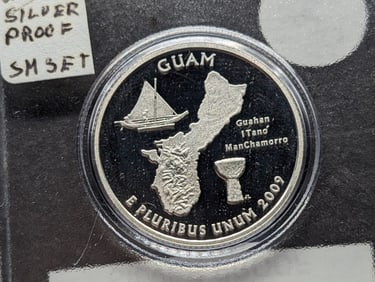 SILVER
PROOF
SM SET
GUAM
Guahan
I Tano'
ManChamorro
E PLURIBUS UNUM 2009